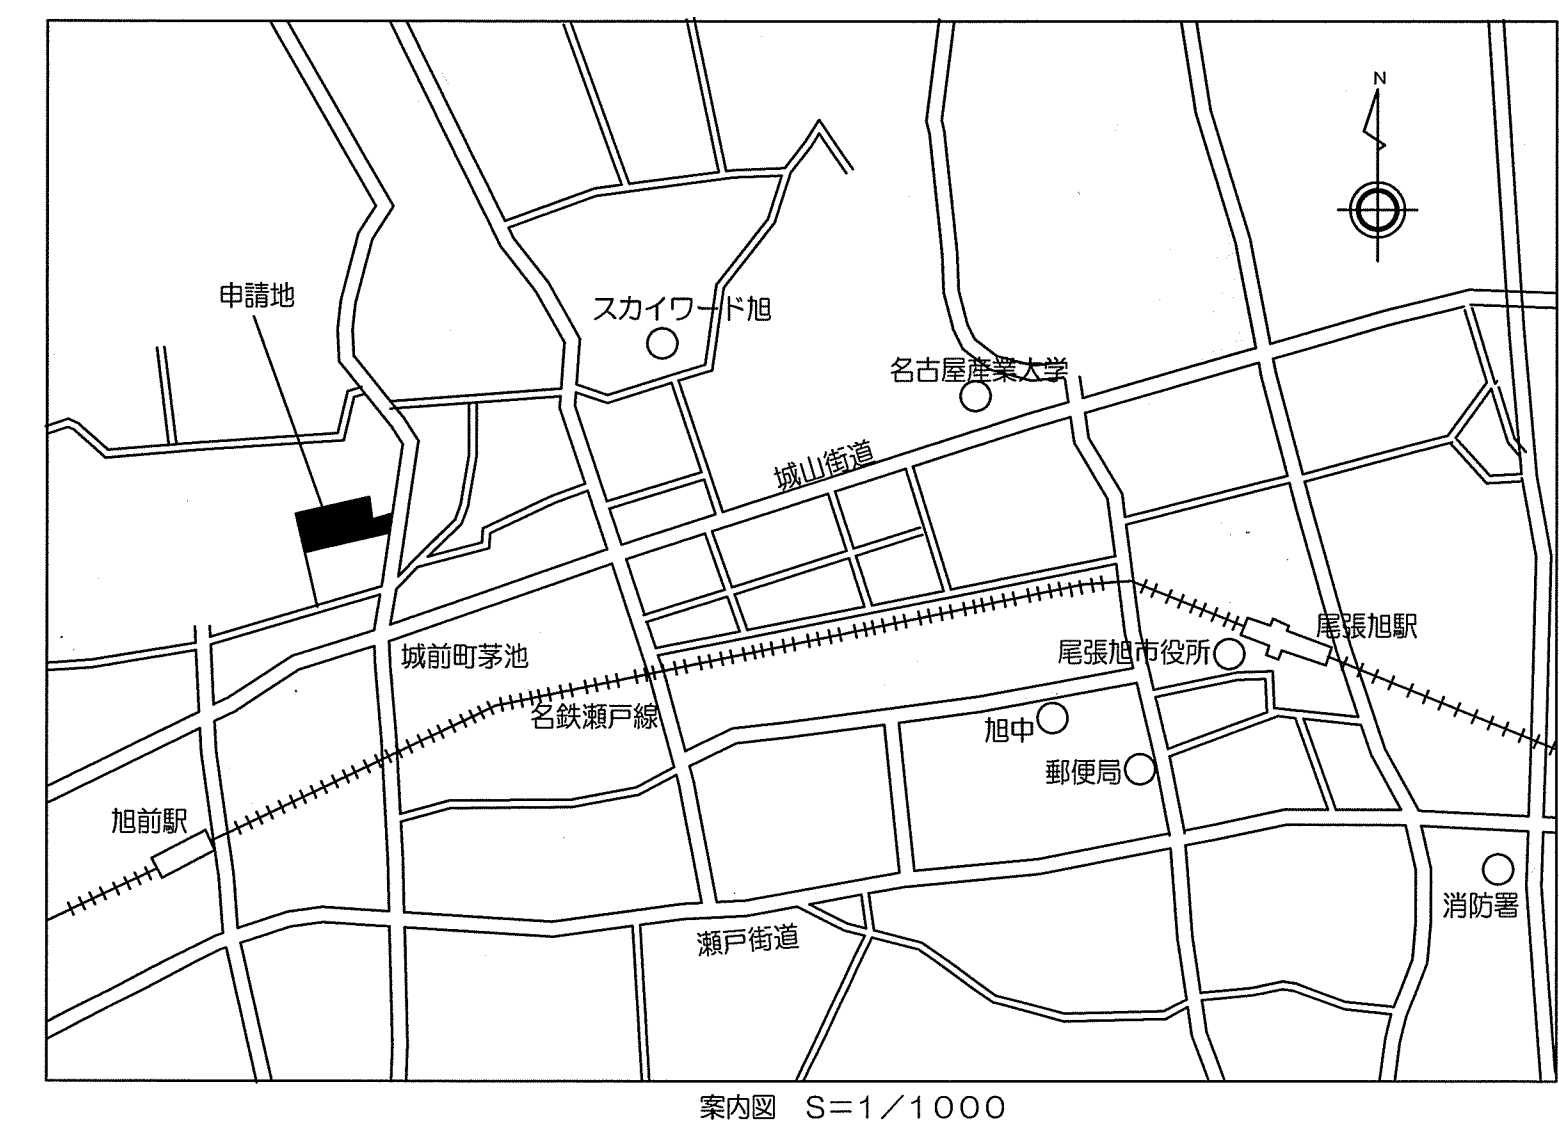 N
申請地
スカイワード旭
名古屋産業大学
城山街道
尾張旭駅
城前町茅池
尾張旭市役所
名鉄瀬戸線
旭中
郵便局
旭前駅
消防署
瀬戸街道
案内図 S=1/1000